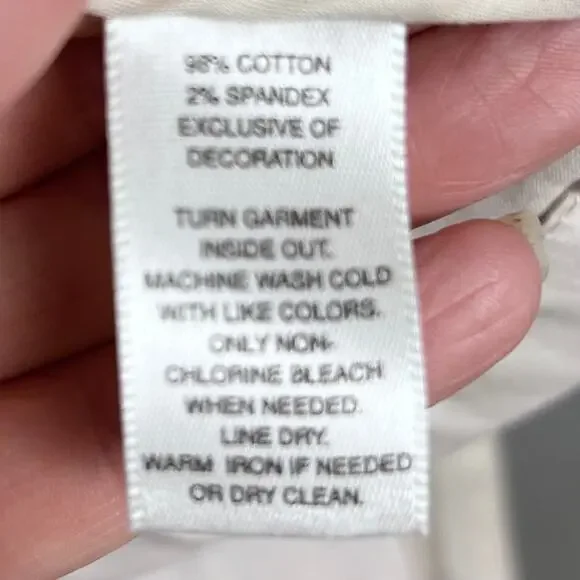 98% COTTON
2% SPANDEX
EXCLUSIVE OF
DECORATION
TURN GARMENT
INSIDE OUT.
MACHINE WASH COLD
WITH LIKE COLORS.
ONLY NON-
CHLORINE BLEACH
WHEN NEEDED.
LINE DRY.
WARM IRON IF NEEDED
OR DRY CLEAN.